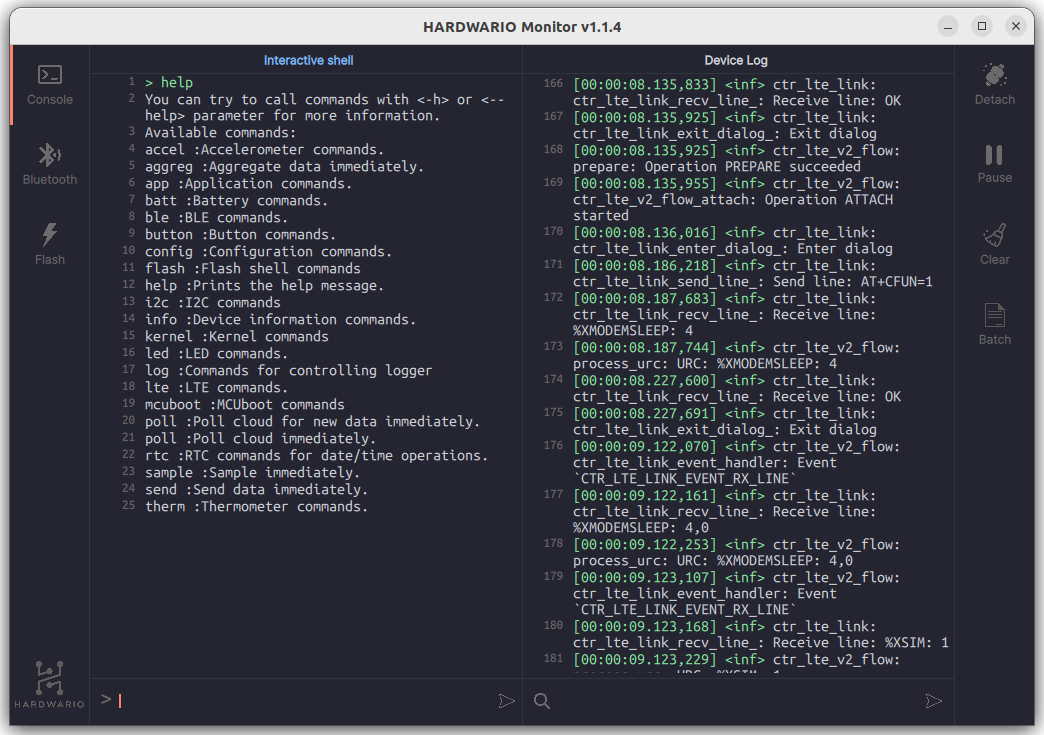 HARDWARIO Monitor v1.1.4
Console
Bluetooth
Flash
HARDWARIO
Interactive shell
1 > help
2 You can try to call commands with <-h> or <--
help> parameter for more information.
3 Available commands:
4 accel :Accelerometer commands.
5 aggreg :Aggregate data immediately.
6 app :Application commands.
7 batt :Battery commands.
8 ble :BLE commands.
9 button :Button commands.
10 config :Configuration commands.
11 flash :Flash shell commands
12 help :Prints the help message.
13 i2c :I2C commands
14 info :Device information commands.
15 kernel :Kernel commands
16 led :LED commands.
17 log :Commands for controlling logger
18 lte :LTE commands.
19 mcuboot :MCUboot commands
20 poll :Poll cloud for new data immediately.
21 poll :Poll cloud immediately.
22 rtc :RTC commands for date/time operations.
23 sample :Sample immediately.
24 send :Send data immediately.
25 therm :Thermometer commands.
>
Device Log
166 [00:00:08.135,833] <inf> ctr_lte_link:
ctr_lte_link_recv_line_: Receive line: OK
167 [00:00:08.135,925] <inf> ctr_lte_link:
ctr_lte_link_exit_dialog_: Exit dialog
168 [00:00:08.135,925] <inf> ctr_lte_v2_flow:
prepare: Operation PREPARE succeeded
169 [00:00:08.135,955] <inf> ctr_lte_v2_flow:
ctr_lte_v2_flow_attach: Operation ATTACH
started
170 [00:00:08.136,016] <inf> ctr_lte_link:
ctr_lte_link_enter_dialog_: Enter dialog
171 [00:00:08.186,218] <inf> ctr_lte_link:
ctr_lte_link_send_line_: Send line: AT+CFUN=1
172 [00:00:08.187,683] <inf> ctr_lte_link:
ctr_lte_link_recv_line_: Receive line:
%XMODEMSLEEP: 4
173 [00:00:08.187,744] <inf> ctr_lte_v2_flow:
process_urc: URC: %XMODEMSLEEP: 4
174 [00:00:08.227,600] <inf> ctr_lte_link:
ctr_lte_link_recv_line_: Receive line: OK
175 [00:00:08.227,691] <inf> ctr_lte_link:
ctr_lte_link_exit_dialog_: Exit dialog
176 [00:00:09.122,070] <inf> ctr_lte_v2_flow:
ctr_lte_link_event_handler: Event
`CTR_LTE_LINK_EVENT_RX_LINE`
177 [00:00:09.122,161] <inf> ctr_lte_link:
ctr_lte_link_recv_line_: Receive line:
%XMODEMSLEEP: 4,0
178 [00:00:09.122,253] <inf> ctr_lte_v2_flow:
process_urc: URC: %XMODEMSLEEP: 4,0
179 [00:00:09.123,107] <inf> ctr_lte_v2_flow:
ctr_lte_link_event_handler: Event
`CTR_LTE_LINK_EVENT_RX_LINE`
180 [00:00:09.123,168] <inf> ctr_lte_link:
ctr_lte_link_recv_line_: Receive line: %XSIM: 1
181 [00:00:09.123,229] <inf> ctr_lte_v2_flow:
Detach
Pause
Clear
Batch